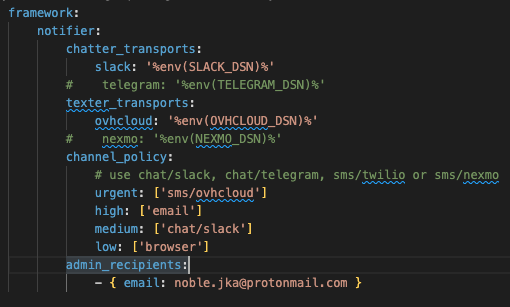 framework:
    notifier:
        chatter_transports:
            slack: '%env(SLACK_DSN)%'
        #    telegram: '%env(TELEGRAM_DSN)%'
        texter_transports:
            ovhcloud: '%env(OVHCLOUD_DSN)%'
        #    nexmo: '%env(NEXMO_DSN)%'
        channel_policy:
            # use chat/slack, chat/telegram, sms/twilio or sms/nexmo
            urgent: ['sms/ovhcloud']
            high: ['email']
            medium: ['chat/slack']
            low: ['browser']
        admin_recipients:
            - { email: noble.jka@protonmail.com }